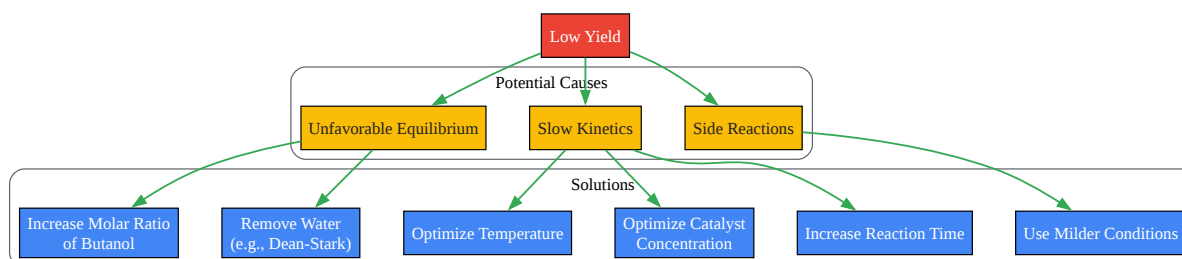 Low Yield
Potential Causes
Unfavorable Equilibrium
Slow Kinetics
Side Reactions
Solutions
Increase Molar Ratio
of Butanol
Remove Water
(e.g., Dean-Stark)
Optimize Temperature
Optimize Catalyst
Concentration
Increase Reaction Time
Use Milder Conditions